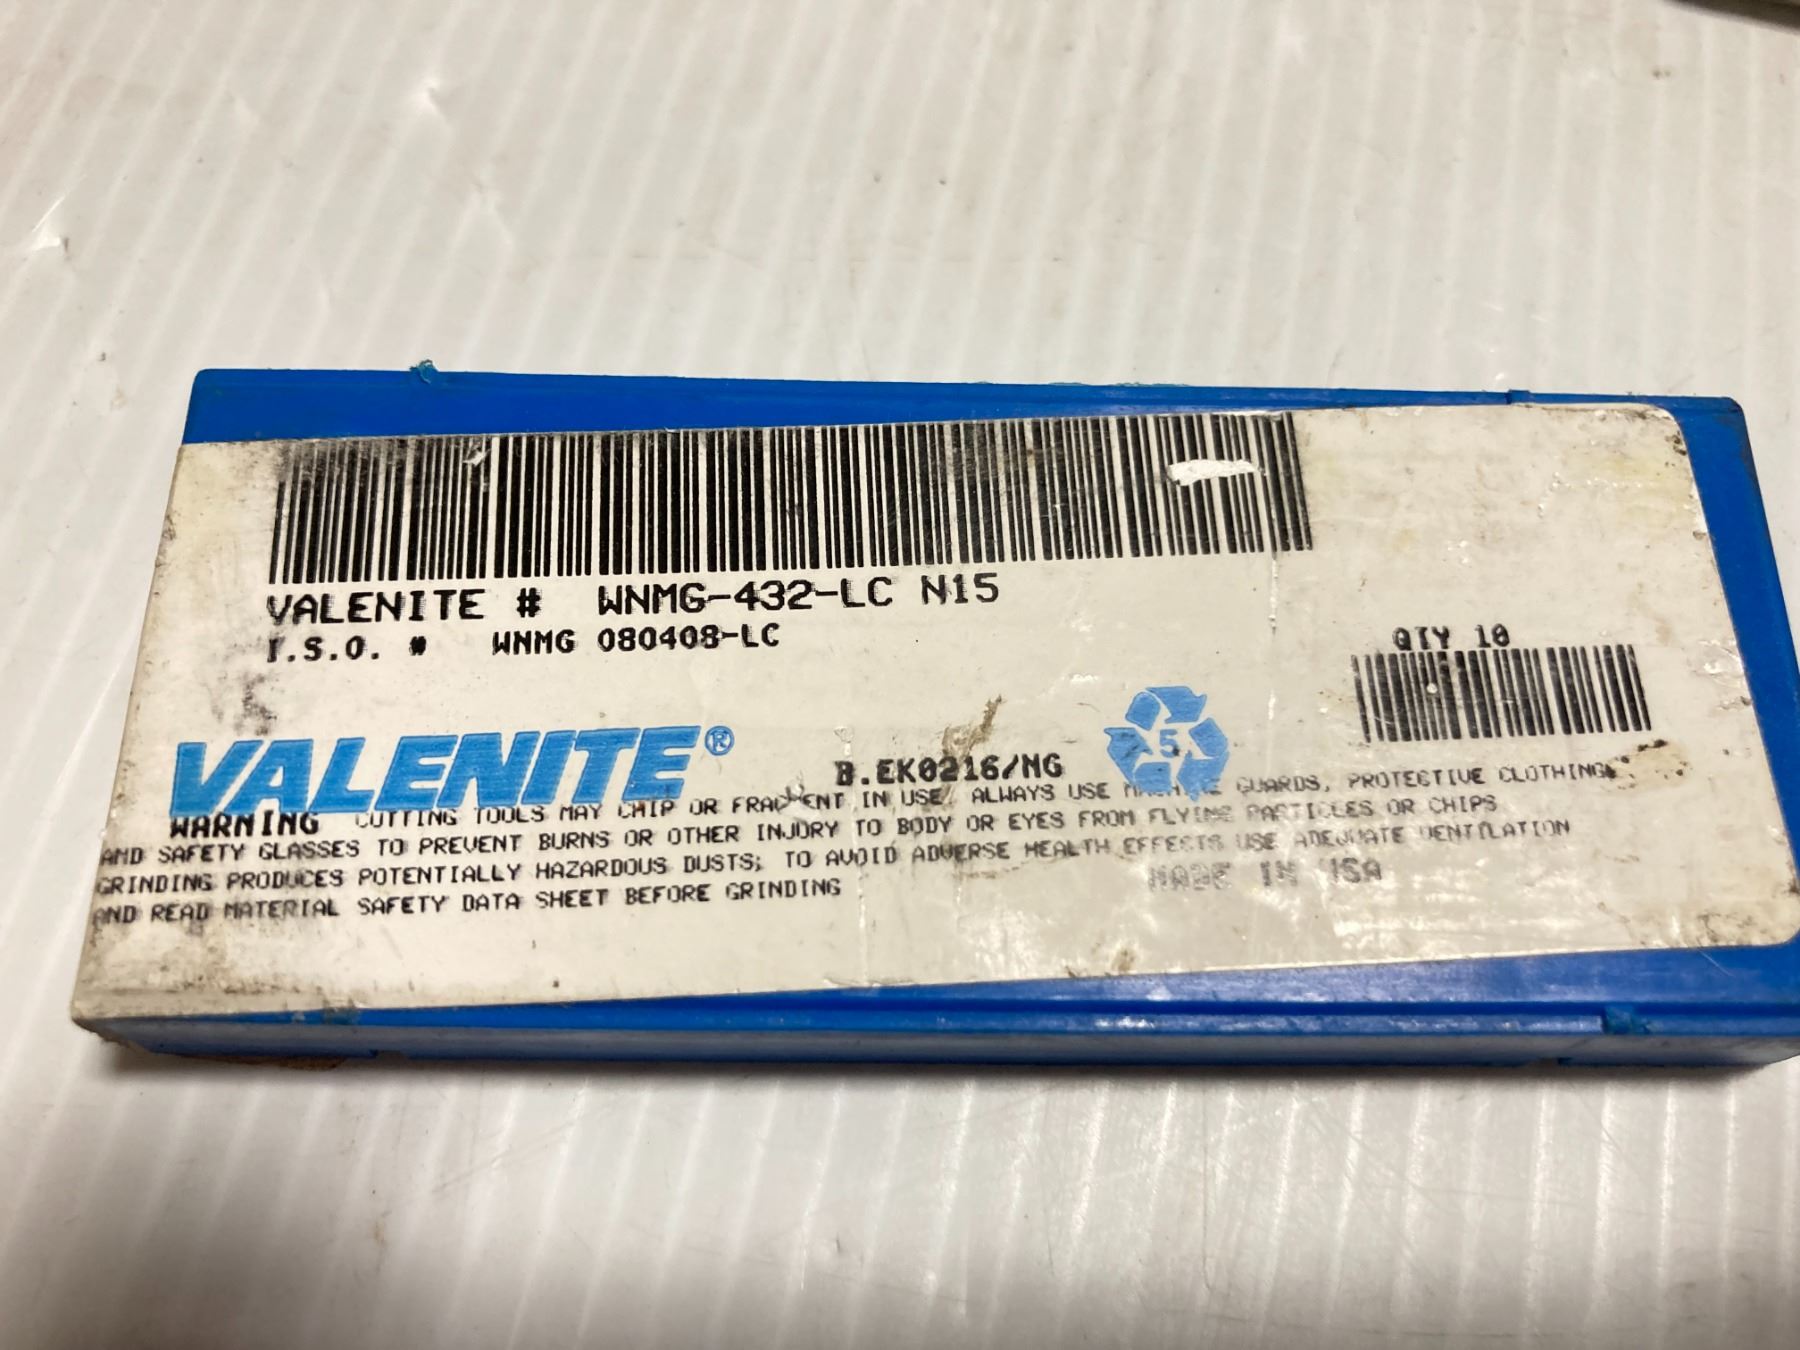 VALENITE # WNMG-432-LC N15
I.S.O. # WNMG 080408-LC
QTY 10
VALENITE®
5
B.EK0216/NG
WARNING CUTTING TOOLS MAY CHIP OR FRAGMENT IN USE. ALWAYS USE MACHINE GUARDS, PROTECTIVE CLOTHING
AND SAFETY GLASSES TO PREVENT BURNS OR OTHER INJURY TO BODY OR EYES FROM FLYING PARTICLES OR CHIPS
GRINDING PRODUCES POTENTIALLY HAZARDOUS DUSTS; TO AVOID ADVERSE HEALTH EFFECTS USE ADEQUATE VENTILATION
AND READ MATERIAL SAFETY DATA SHEET BEFORE GRINDING
MADE IN USA